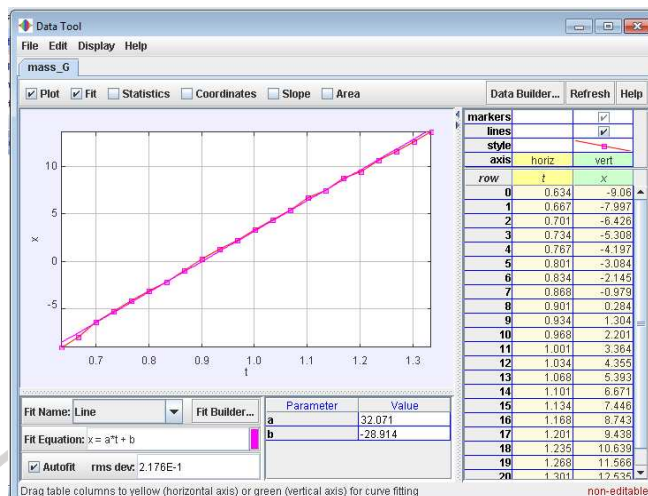 Data Tool
File Edit Display Help
mass_G
Plot Fit Statistics Coordinates Slope Area Data Builder... Refresh Help
markers
lines
style
axis horiz vert
row t x
0 0.634 -9.06
1 0.667 -7.997
2 0.701 -6.426
3 0.734 -5.308
4 0.767 -4.197
5 0.801 -3.084
6 0.834 -2.145
7 0.868 -0.979
8 0.901 0.284
9 0.934 1.304
10 0.968 2.201
11 1.001 3.364
12 1.034 4.355
13 1.068 5.393
14 1.101 6.671
15 1.134 7.446
16 1.168 8.743
17 1.201 9.438
18 1.235 10.639
19 1.268 11.566
20 1.301 12.535
10
5
x
0
-5
0.7 0.8 0.9 1.0 1.1 1.2 1.3
t
Fit Name: Line Fit Builder...
Fit Equation: x = a*t + b
Autofit rms dev: 2.176E-1
Parameter Value
a 32.071
b -28.914
Drag table columns to yellow (horizontal axis) or green (vertical axis) for curve fitting non-editable